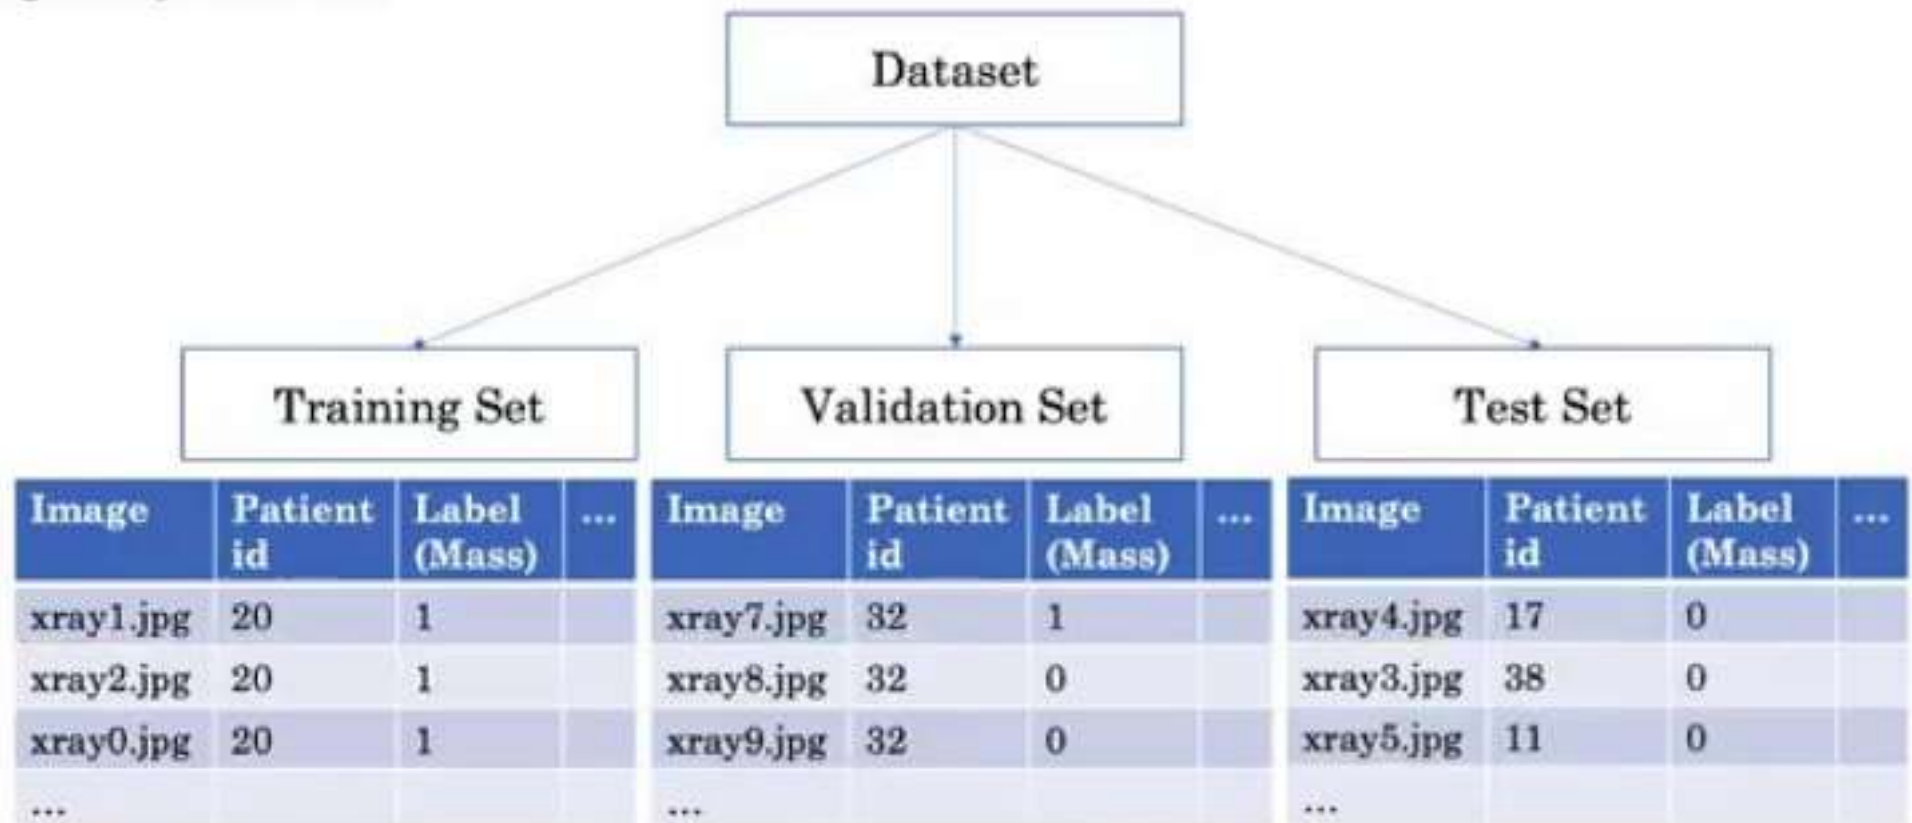 Dataset
Training Set
Validation Set
Test Set
Image Patient id Label (Mass) ...
xray1.jpg 20 1
xray2.jpg 20 1
xray0.jpg 20 1
...
Image Patient id Label (Mass) ...
xray7.jpg 32 1
xray8.jpg 32 0
xray9.jpg 32 0
...
Image Patient id Label (Mass) ...
xray4.jpg 17 0
xray3.jpg 38 0
xray5.jpg 11 0
...